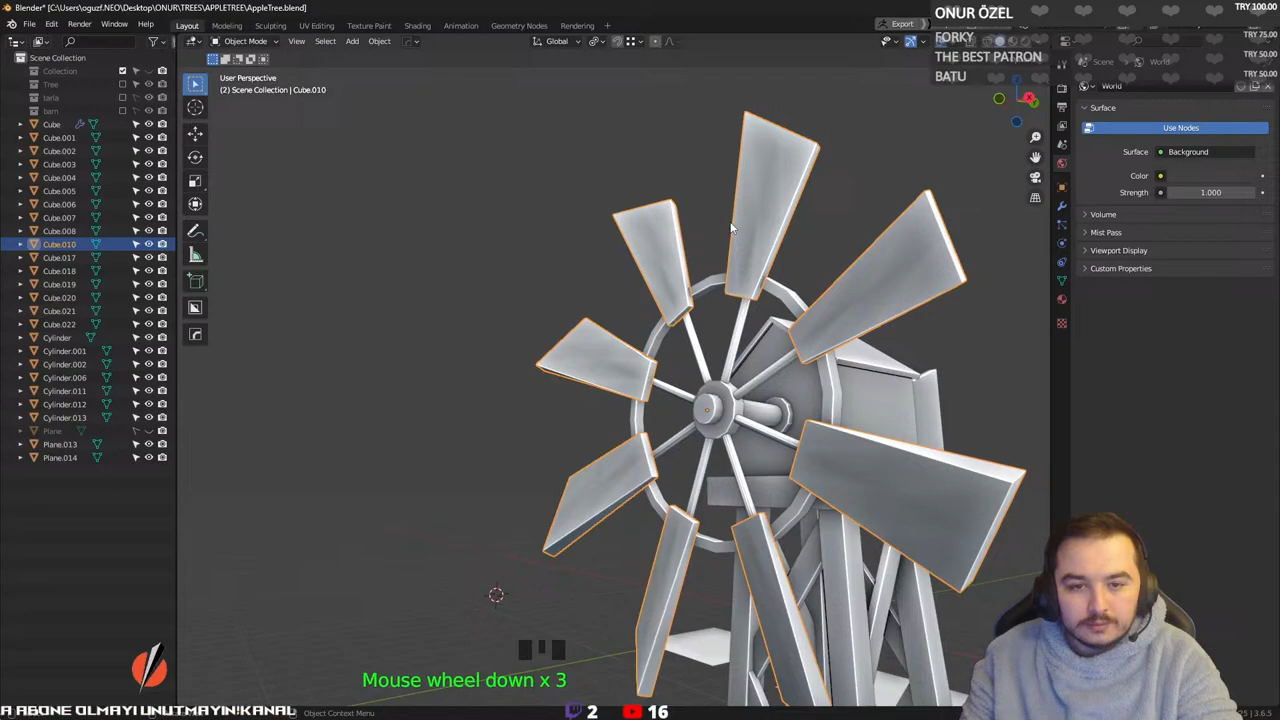 Blender* [C:\Users\oguzf.NEO\Desktop\ONUR\TREES\APPLETREE\AppleTree.blend]
File Edit Render Window Help Layout Modeling Sculpting UV Editing Texture Paint Shading Animation Geometry Nodes Rendering Export
ONUR ÖZEL
FORKY
THE BEST PATRON
BATU
TRY 100.00
TRY 75.00
TRY 50.00
TRY 50.00
Object Mode View Select Add Object Global
Scene World
World
User Perspective
(2) Scene Collection | Cube.010
Scene Collection
Collection
Tree
tarla
barn
Cube
Cube.001
Cube.002
Cube.003
Cube.004
Cube.005
Cube.006
Cube.007
Cube.008
Cube.010
Cube.017
Cube.018
Cube.019
Cube.020
Cube.021
Cube.022
Cylinder
Cylinder.001
Cylinder.002
Cylinder.006
Cylinder.011
Cylinder.012
Cylinder.013
Plane
Plane.013
Plane.014
Surface
Use Nodes
Surface Background
Color
Strength 1.000
Volume
Mist Pass
Viewport Display
Custom Properties
Mouse wheel down x 3
A ABONE OLMAYI UNUTMAYIN!KANAL
Object Context Menu
2 16
3.6.5